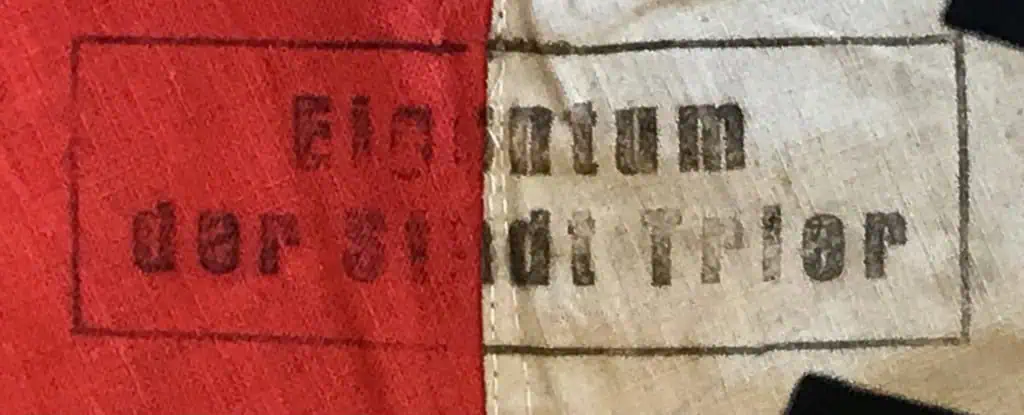 Eigentum
der Stadt Trier